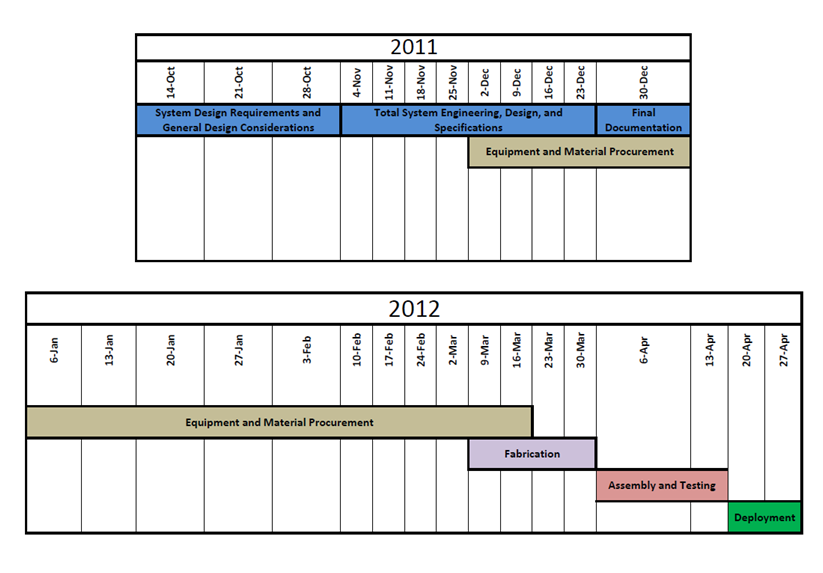 2011
14-Oct
21-Oct
28-Oct
4-Nov
11-Nov
18-Nov
25-Nov
2-Dec
9-Dec
16-Dec
23-Dec
30-Dec
System Design Requirements and
General Design Considerations
Total System Engineering, Design, and
Specifications
Final
Documentation
Equipment and Material Procurement
2012
6-Jan
13-Jan
20-Jan
27-Jan
3-Feb
10-Feb
17-Feb
24-Feb
2-Mar
9-Mar
16-Mar
23-Mar
30-Mar
6-Apr
13-Apr
20-Apr
27-Apr
Equipment and Material Procurement
Fabrication
Assembly and Testing
Deployment